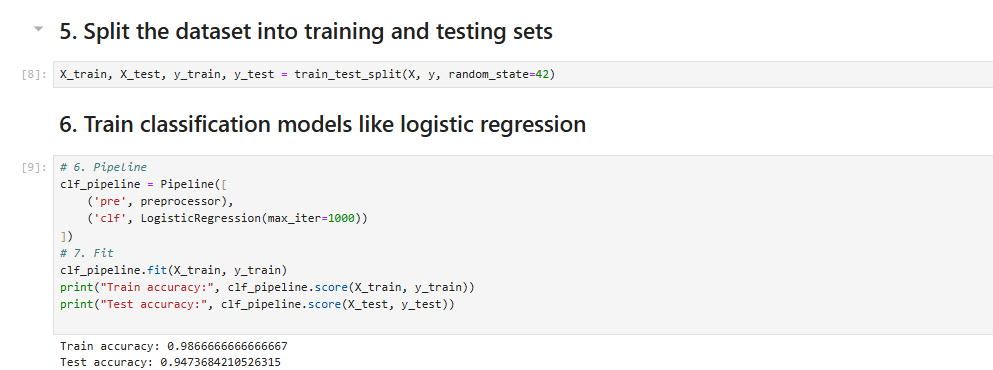 5. Split the dataset into training and testing sets
[8]: X_train, X_test, y_train, y_test = train_test_split(X, y, random_state=42)
6. Train classification models like logistic regression
[9]: # 6. Pipeline
clf_pipeline = Pipeline([
    ('pre', preprocessor),
    ('clf', LogisticRegression(max_iter=1000))
])
# 7. Fit
clf_pipeline.fit(X_train, y_train)
print("Train accuracy:", clf_pipeline.score(X_train, y_train))
print("Test accuracy:", clf_pipeline.score(X_test, y_test))
Train accuracy: 0.9866666666666667
Test accuracy: 0.9473684210526315